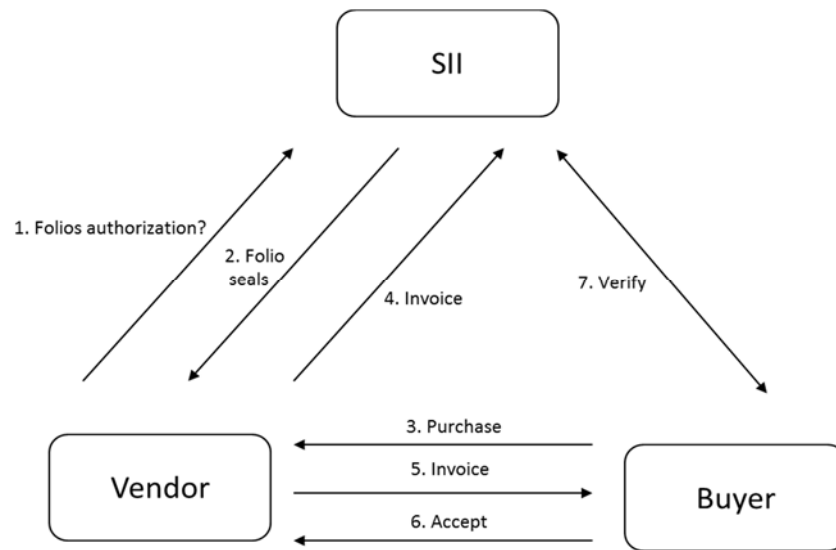 SII
1. Folios authorization?
2. Folio
seals
4. Invoice
7. Verify
3. Purchase
Vendor
5. Invoice
Buyer
6. Accept